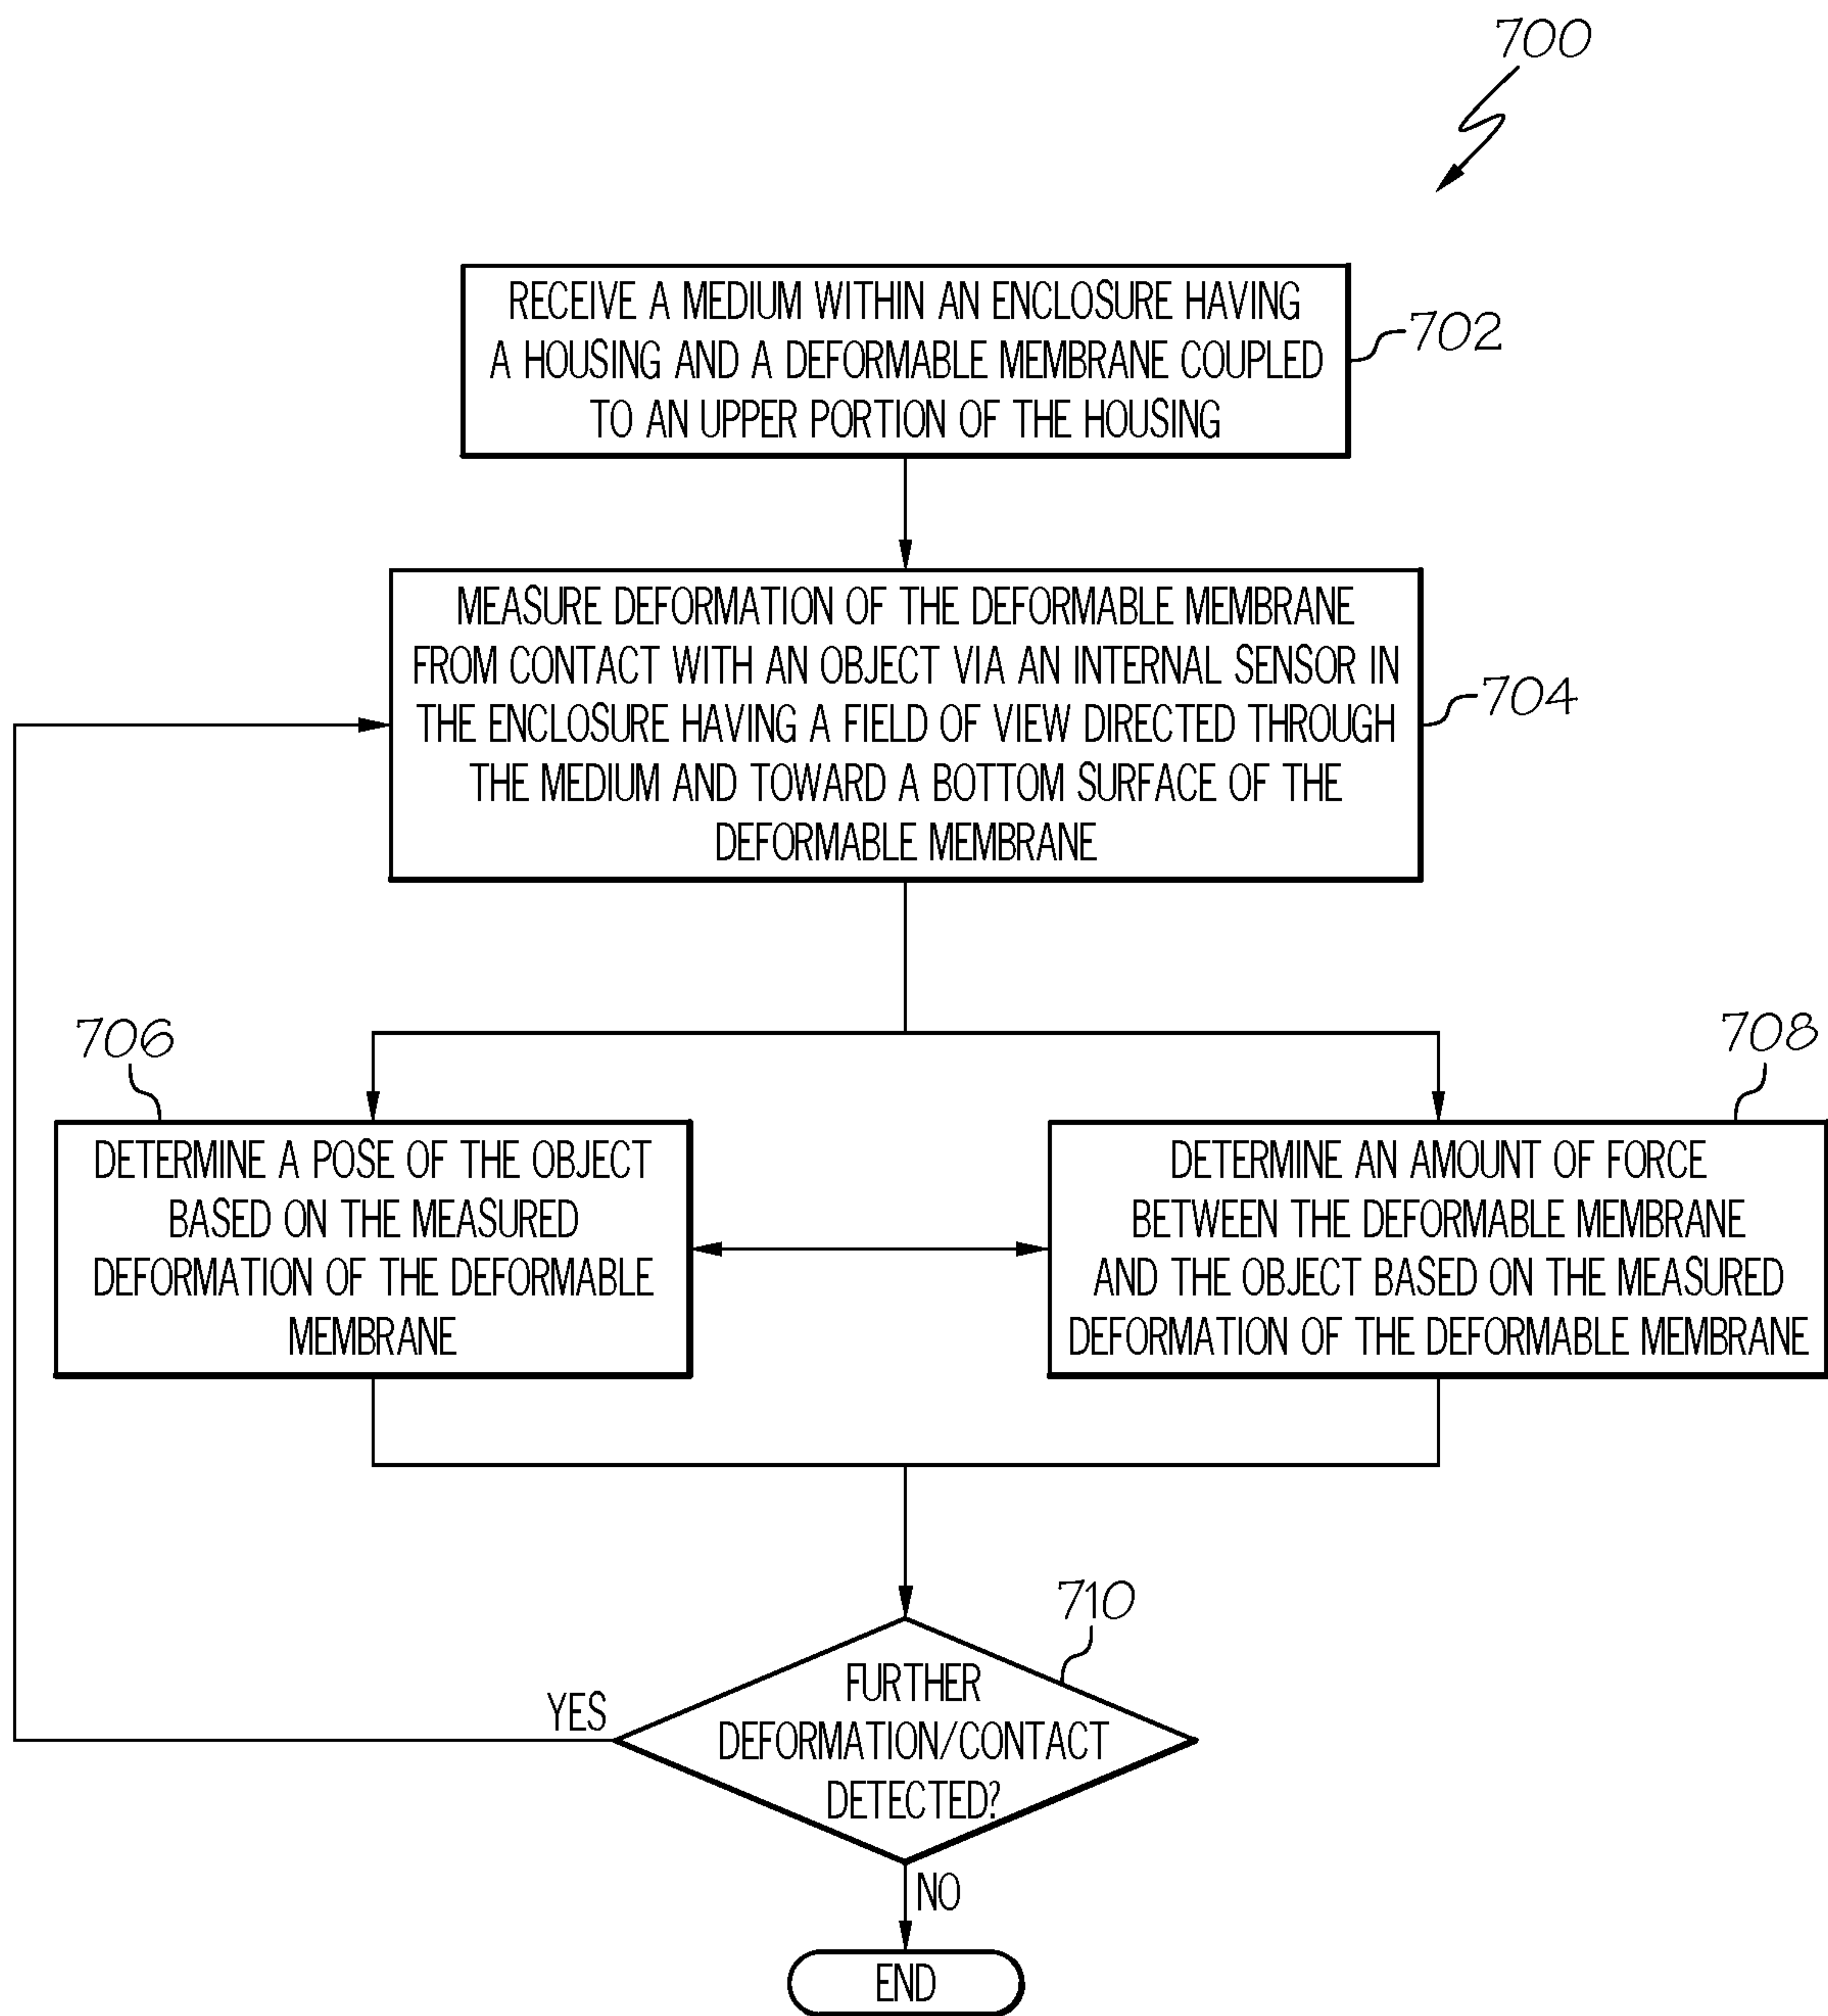 700
RECEIVE A MEDIUM WITHIN AN ENCLOSURE HAVING
A HOUSING AND A DEFORMABLE MEMBRANE COUPLED
TO AN UPPER PORTION OF THE HOUSING
702
MEASURE DEFORMATION OF THE DEFORMABLE MEMBRANE
FROM CONTACT WITH AN OBJECT VIA AN INTERNAL SENSOR IN
THE ENCLOSURE HAVING A FIELD OF VIEW DIRECTED THROUGH
THE MEDIUM AND TOWARD A BOTTOM SURFACE OF THE
DEFORMABLE MEMBRANE
704
706
DETERMINE A POSE OF THE OBJECT
BASED ON THE MEASURED
DEFORMATION OF THE DEFORMABLE
MEMBRANE
708
DETERMINE AN AMOUNT OF FORCE
BETWEEN THE DEFORMABLE MEMBRANE
AND THE OBJECT BASED ON THE MEASURED
DEFORMATION OF THE DEFORMABLE MEMBRANE
710
FURTHER
DEFORMATION/CONTACT
DETECTED?
YES
NO
END